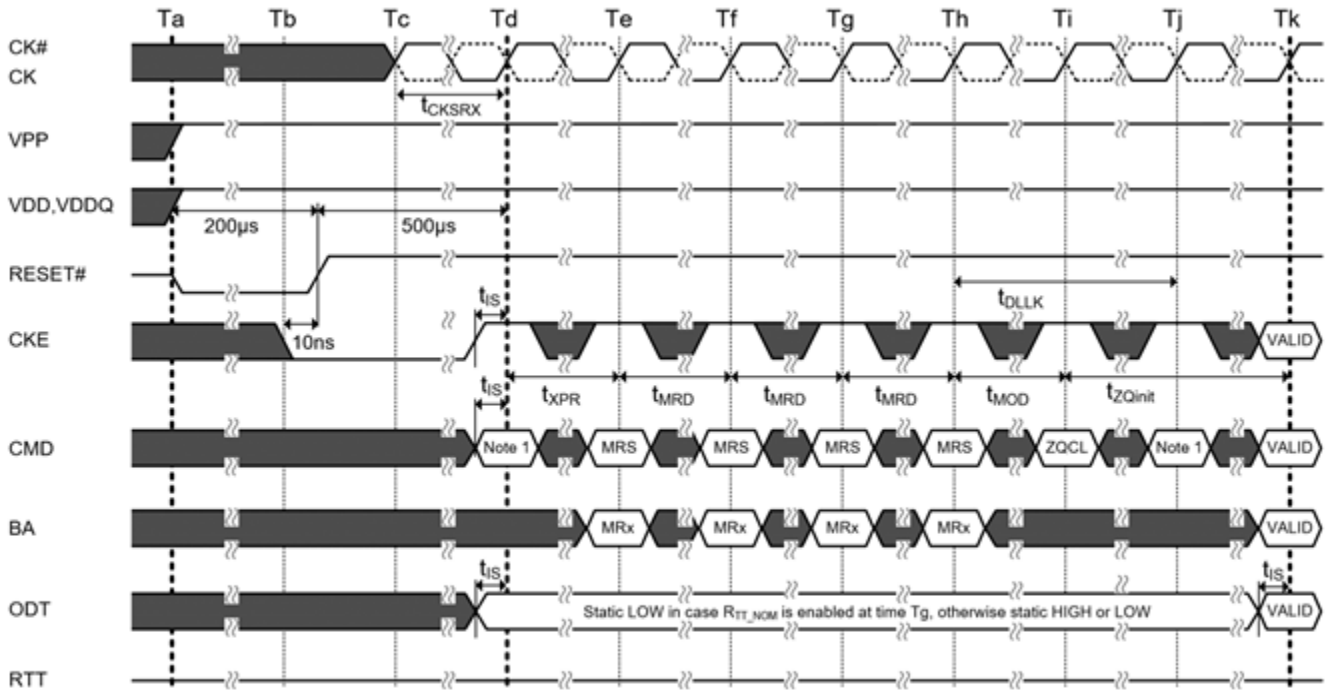 Ta Tb Tc Td Te Tf Tg Th Ti Tj Tk
CK#
CK
tCKSRX
VPP
VDD,VDDQ
200µs 500µs
RESET#
tIS tDLLK
CKE 10ns VALID
tIS tXPR tMRD tMRD tMRD tMOD tZQinit
CMD Note 1 MRS MRS MRS MRS ZQCL Note 1 VALID
BA MRx MRx MRx MRx VALID
tIS tIS
ODT Static LOW in case RTT_NOM is enabled at time Tg, otherwise static HIGH or LOW VALID
RTT